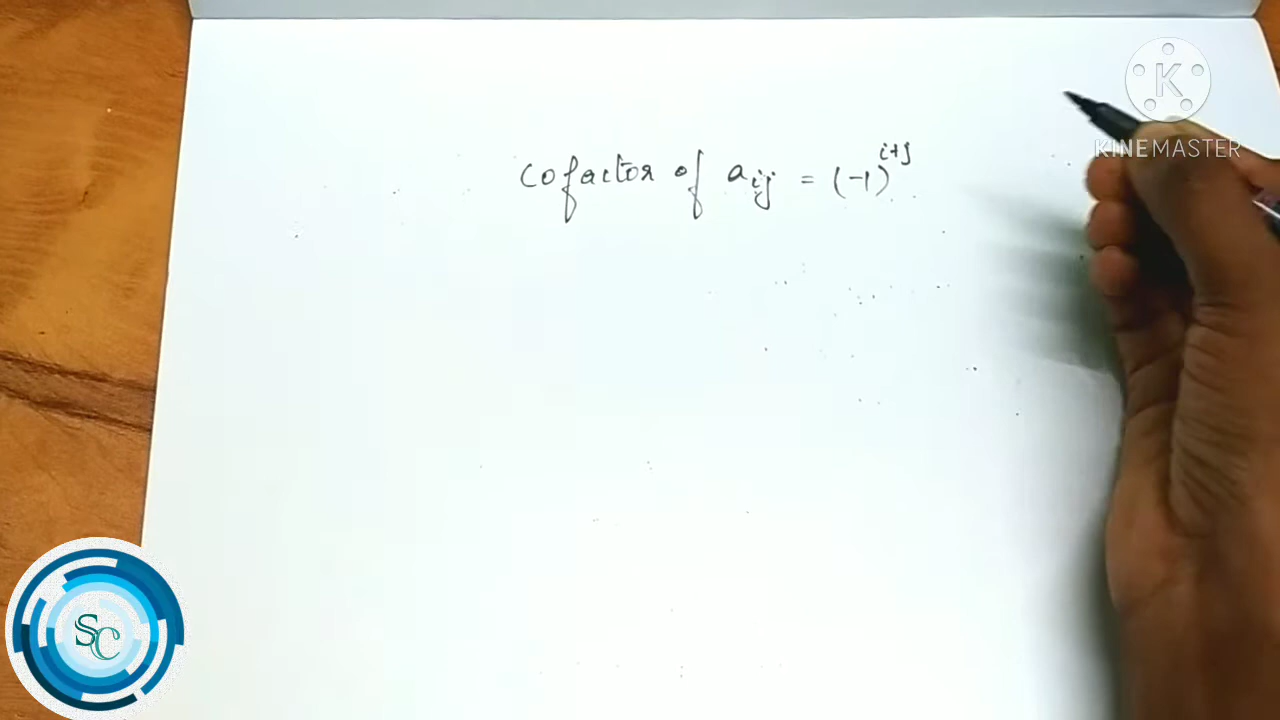 cofactor of aij = (-1)^i+j
K
KINEMASTER
SC